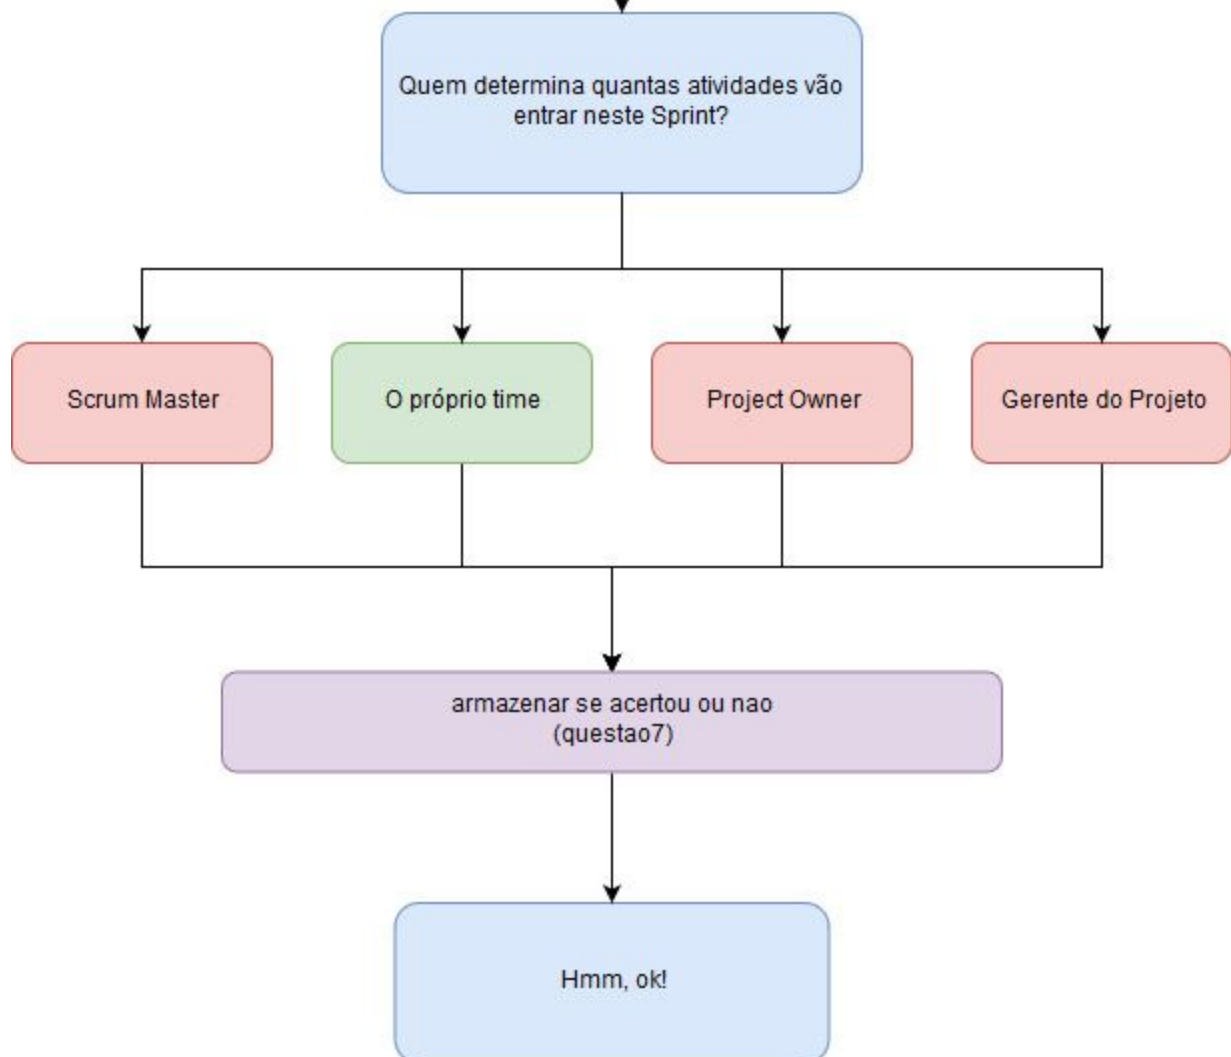 Quem determina quantas atividades vão
entrar neste Sprint?
Scrum Master
O próprio time
Project Owner
Gerente do Projeto
armazenar se acertou ou nao
(questao7)
Hmm, ok!